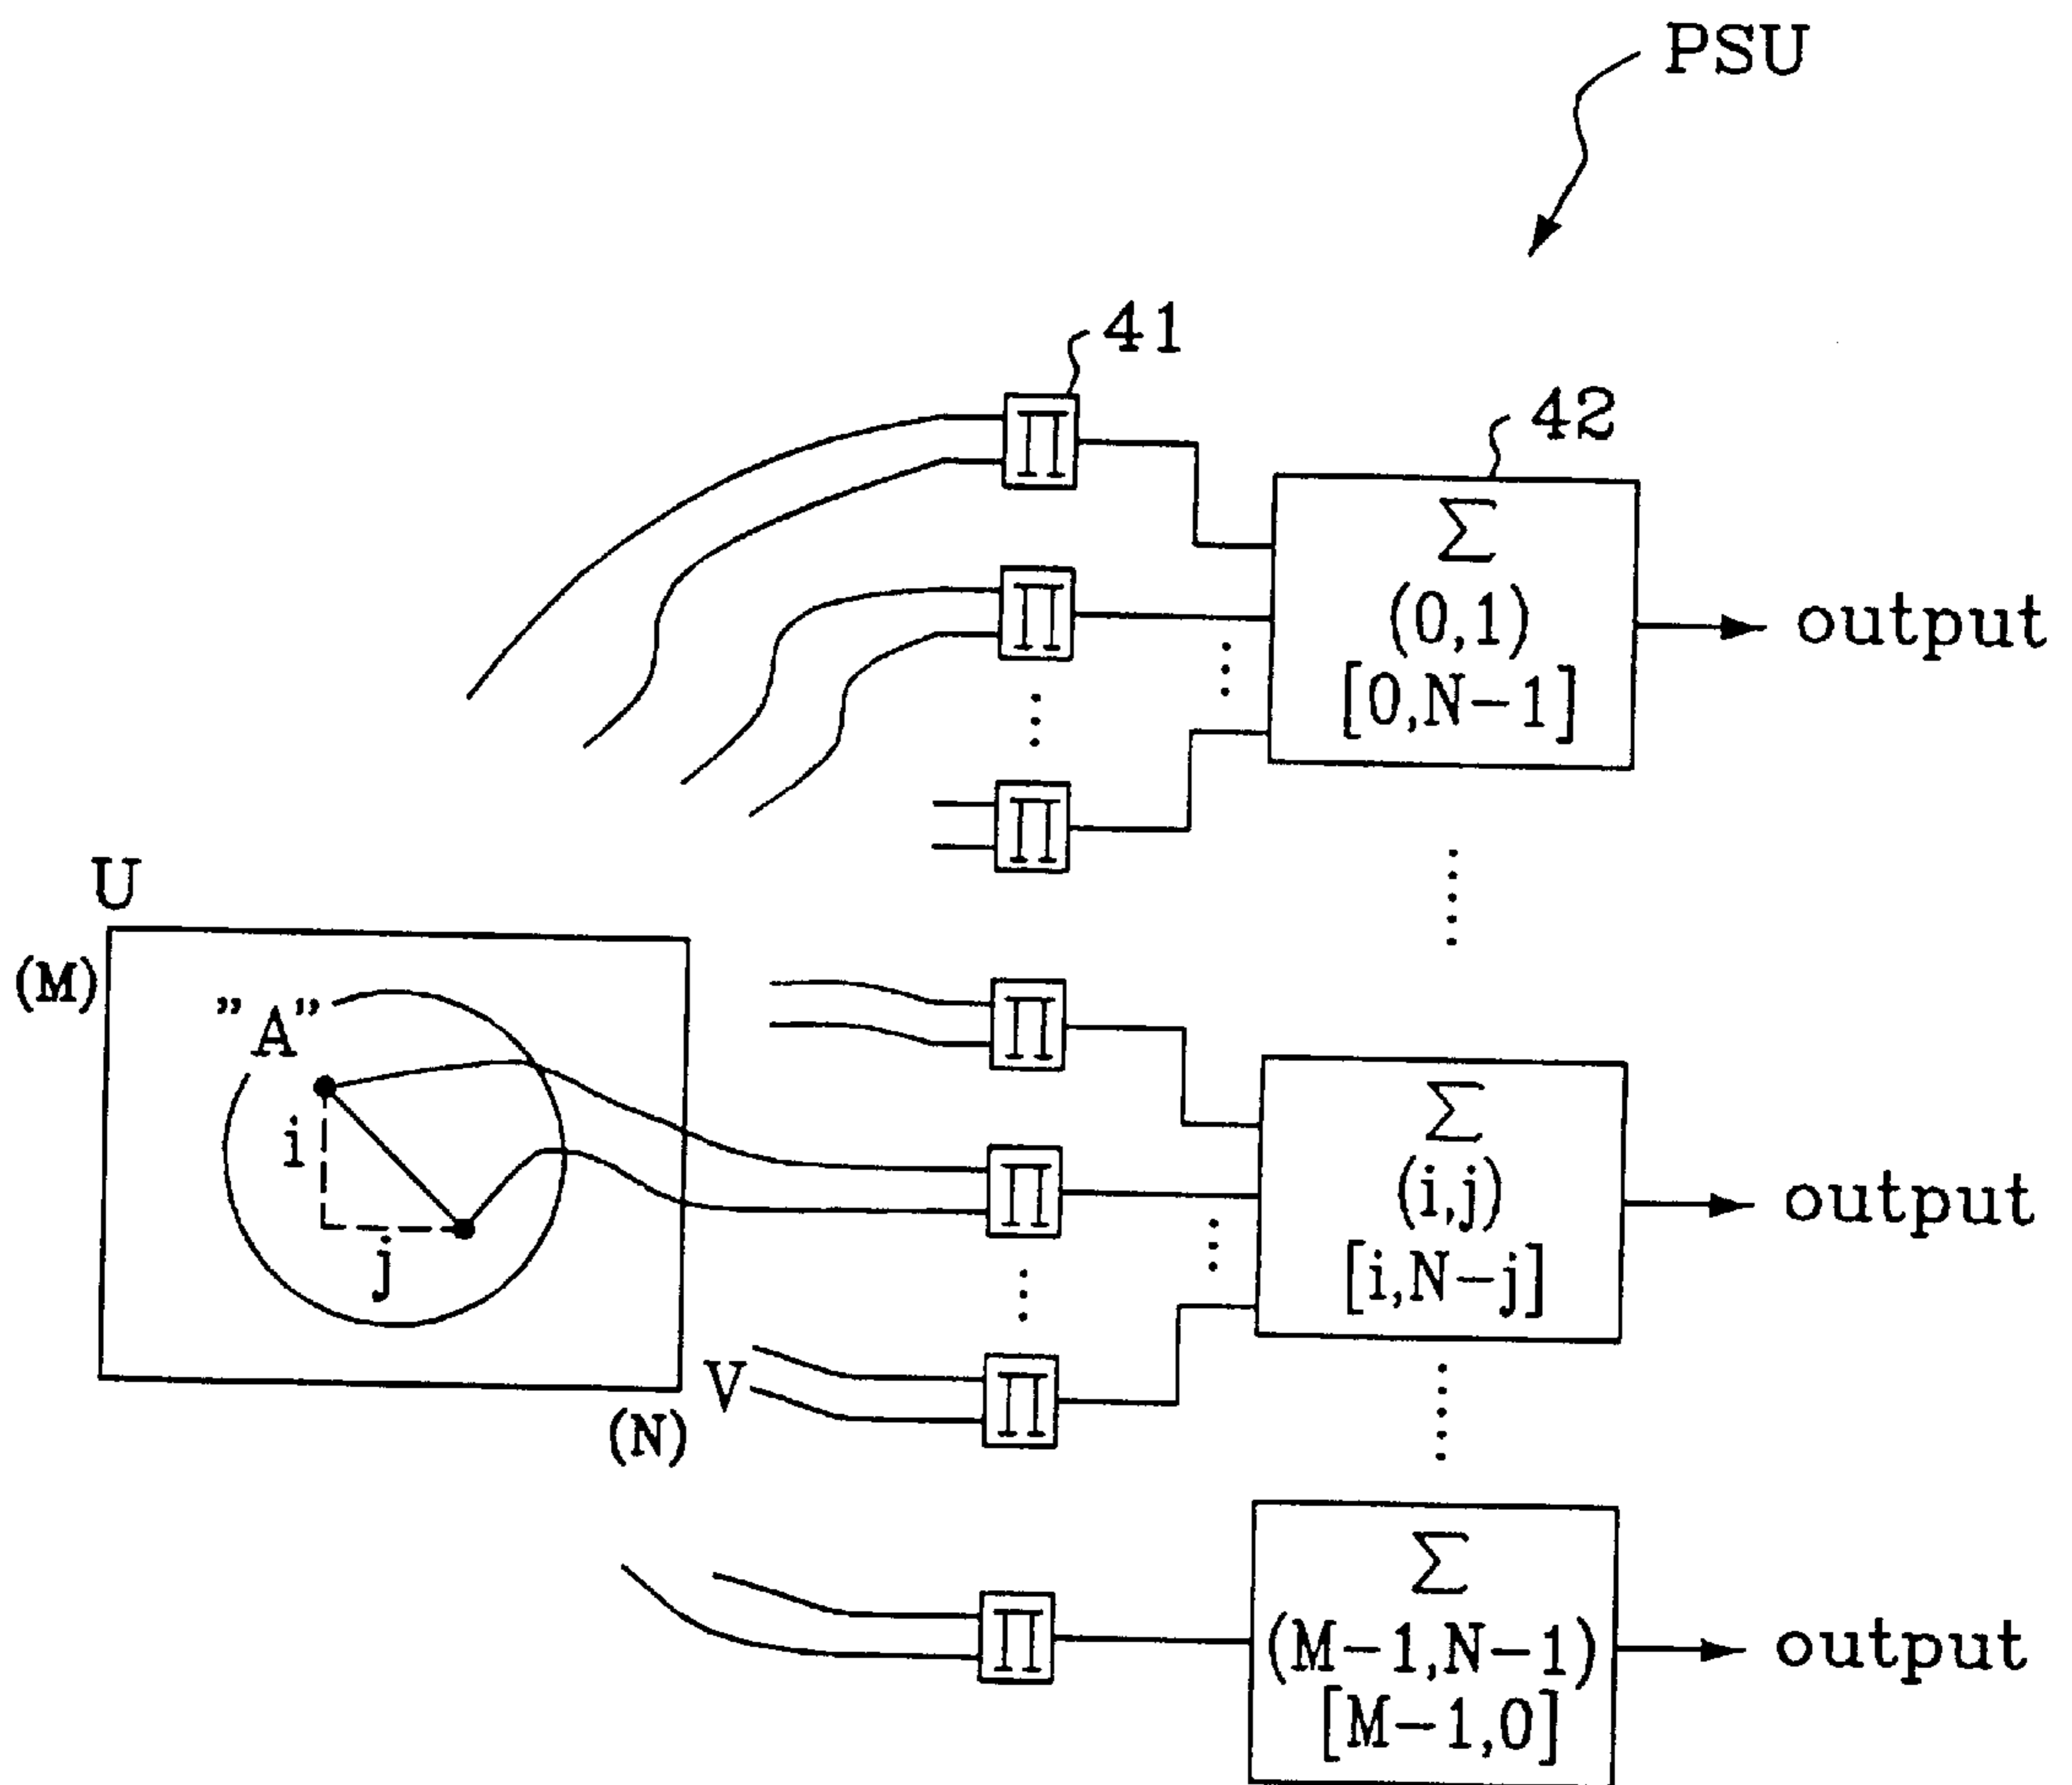 PSU
41
∏
42
Σ
(0,1)
[0,N-1]
output
∏
∏
U
(M)
"A"
i
j
(N)
V
∏
∏
∏
Σ
(i,j)
[i,N-j]
output
∏
Σ
(M-1,N-1)
[M-1,0]
output